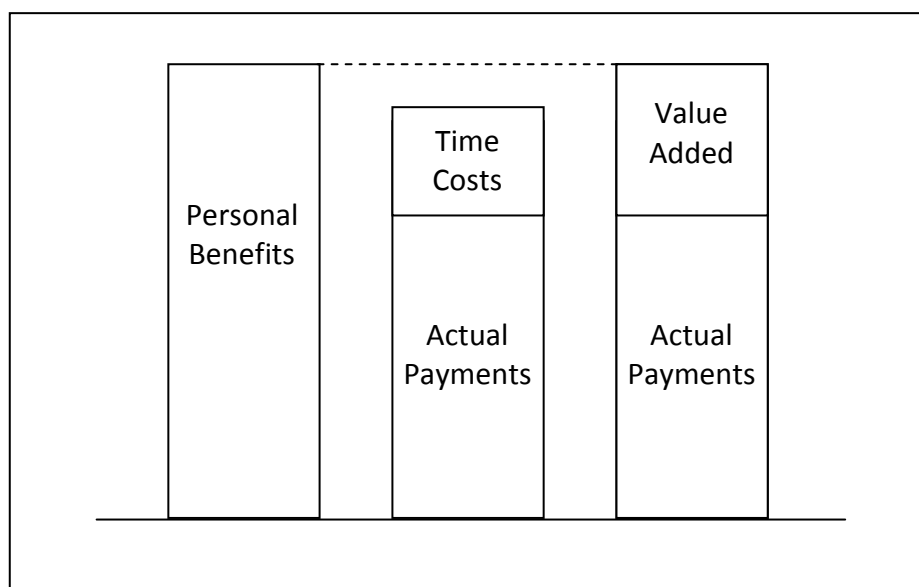 Personal
Benefits
Time
Costs
Actual
Payments
Value
Added
Actual
Payments